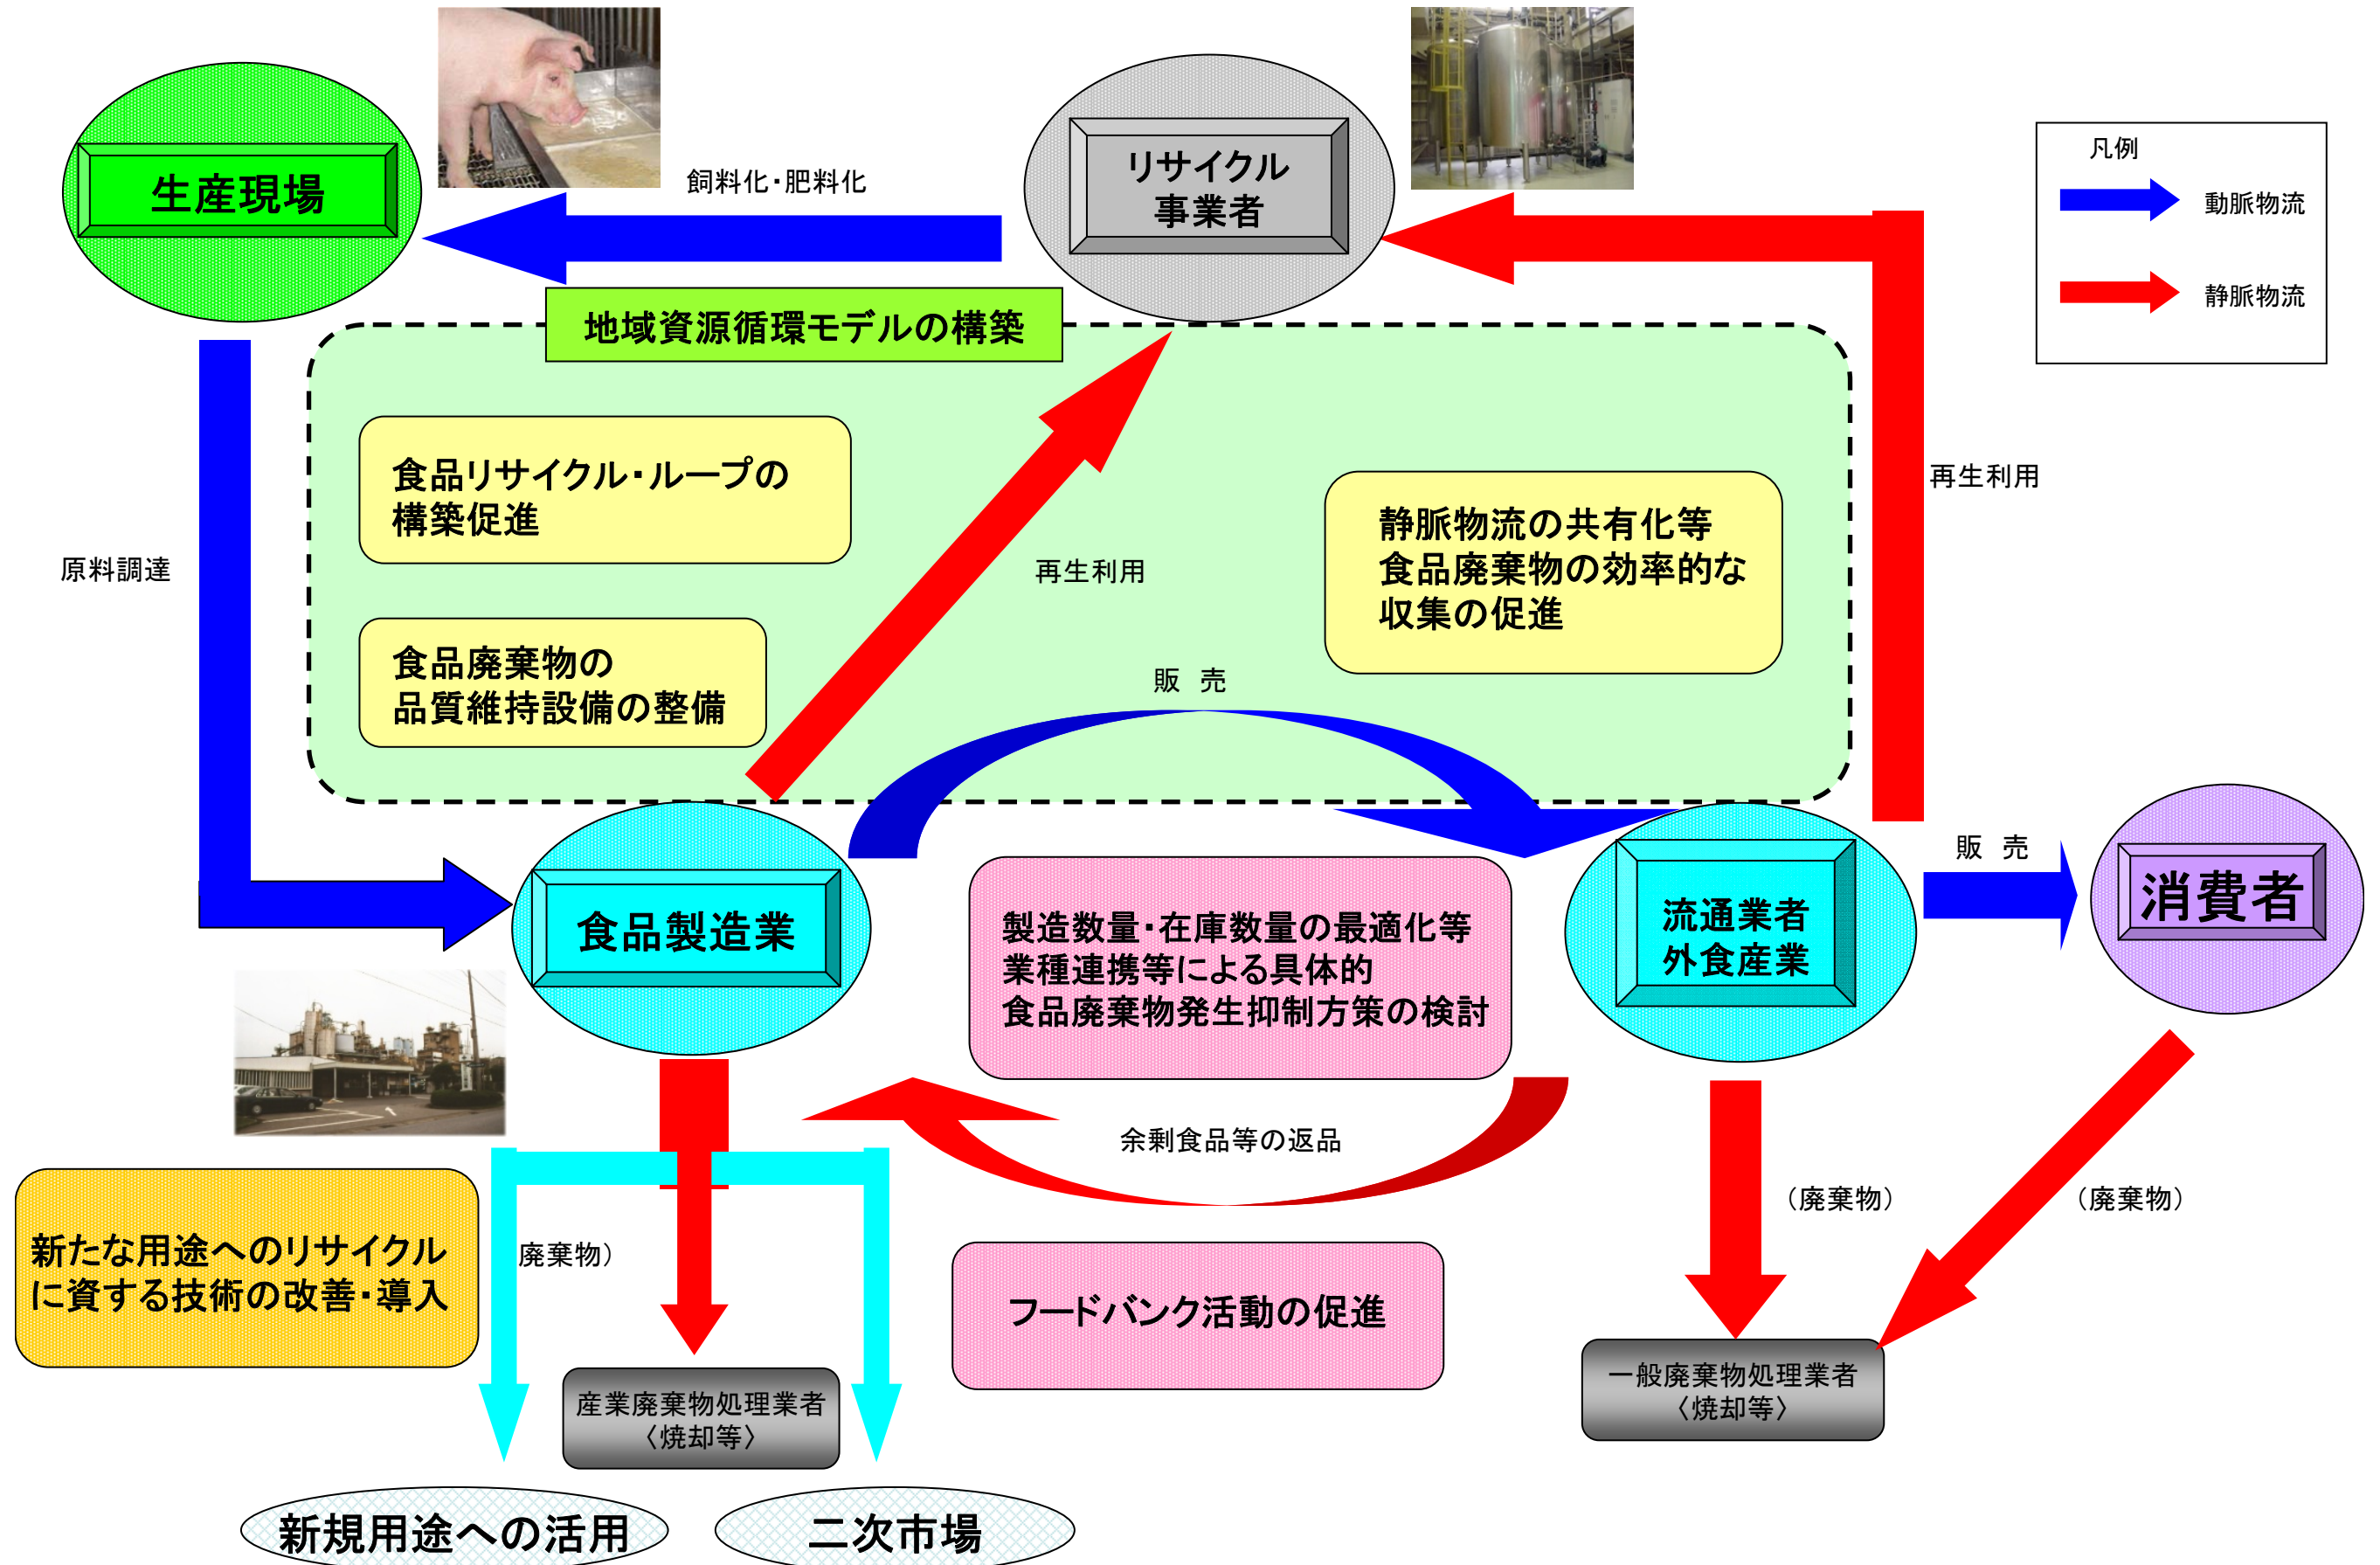 凡例
動脈物流
静脈物流
生産現場
飼料化・肥料化
リサイクル
事業者
地域資源循環モデルの構築
食品リサイクル・ループの
構築促進
静脈物流の共有化等
食品廃棄物の効率的な
収集の促進
再生利用
原料調達
再生利用
食品廃棄物の
品質維持設備の整備
販 売
販 売
食品製造業
製造数量・在庫数量の最適化等
業種連携等による具体的
食品廃棄物発生抑制方策の検討
流通業者
外食産業
消費者
余剰食品等の返品
（廃棄物）
（廃棄物）
新たな用途へのリサイクル
に資する技術の改善・導入
廃棄物）
フードバンク活動の促進
産業廃棄物処理業者
〈焼却等〉
一般廃棄物処理業者
〈焼却等〉
新規用途への活用
二次市場